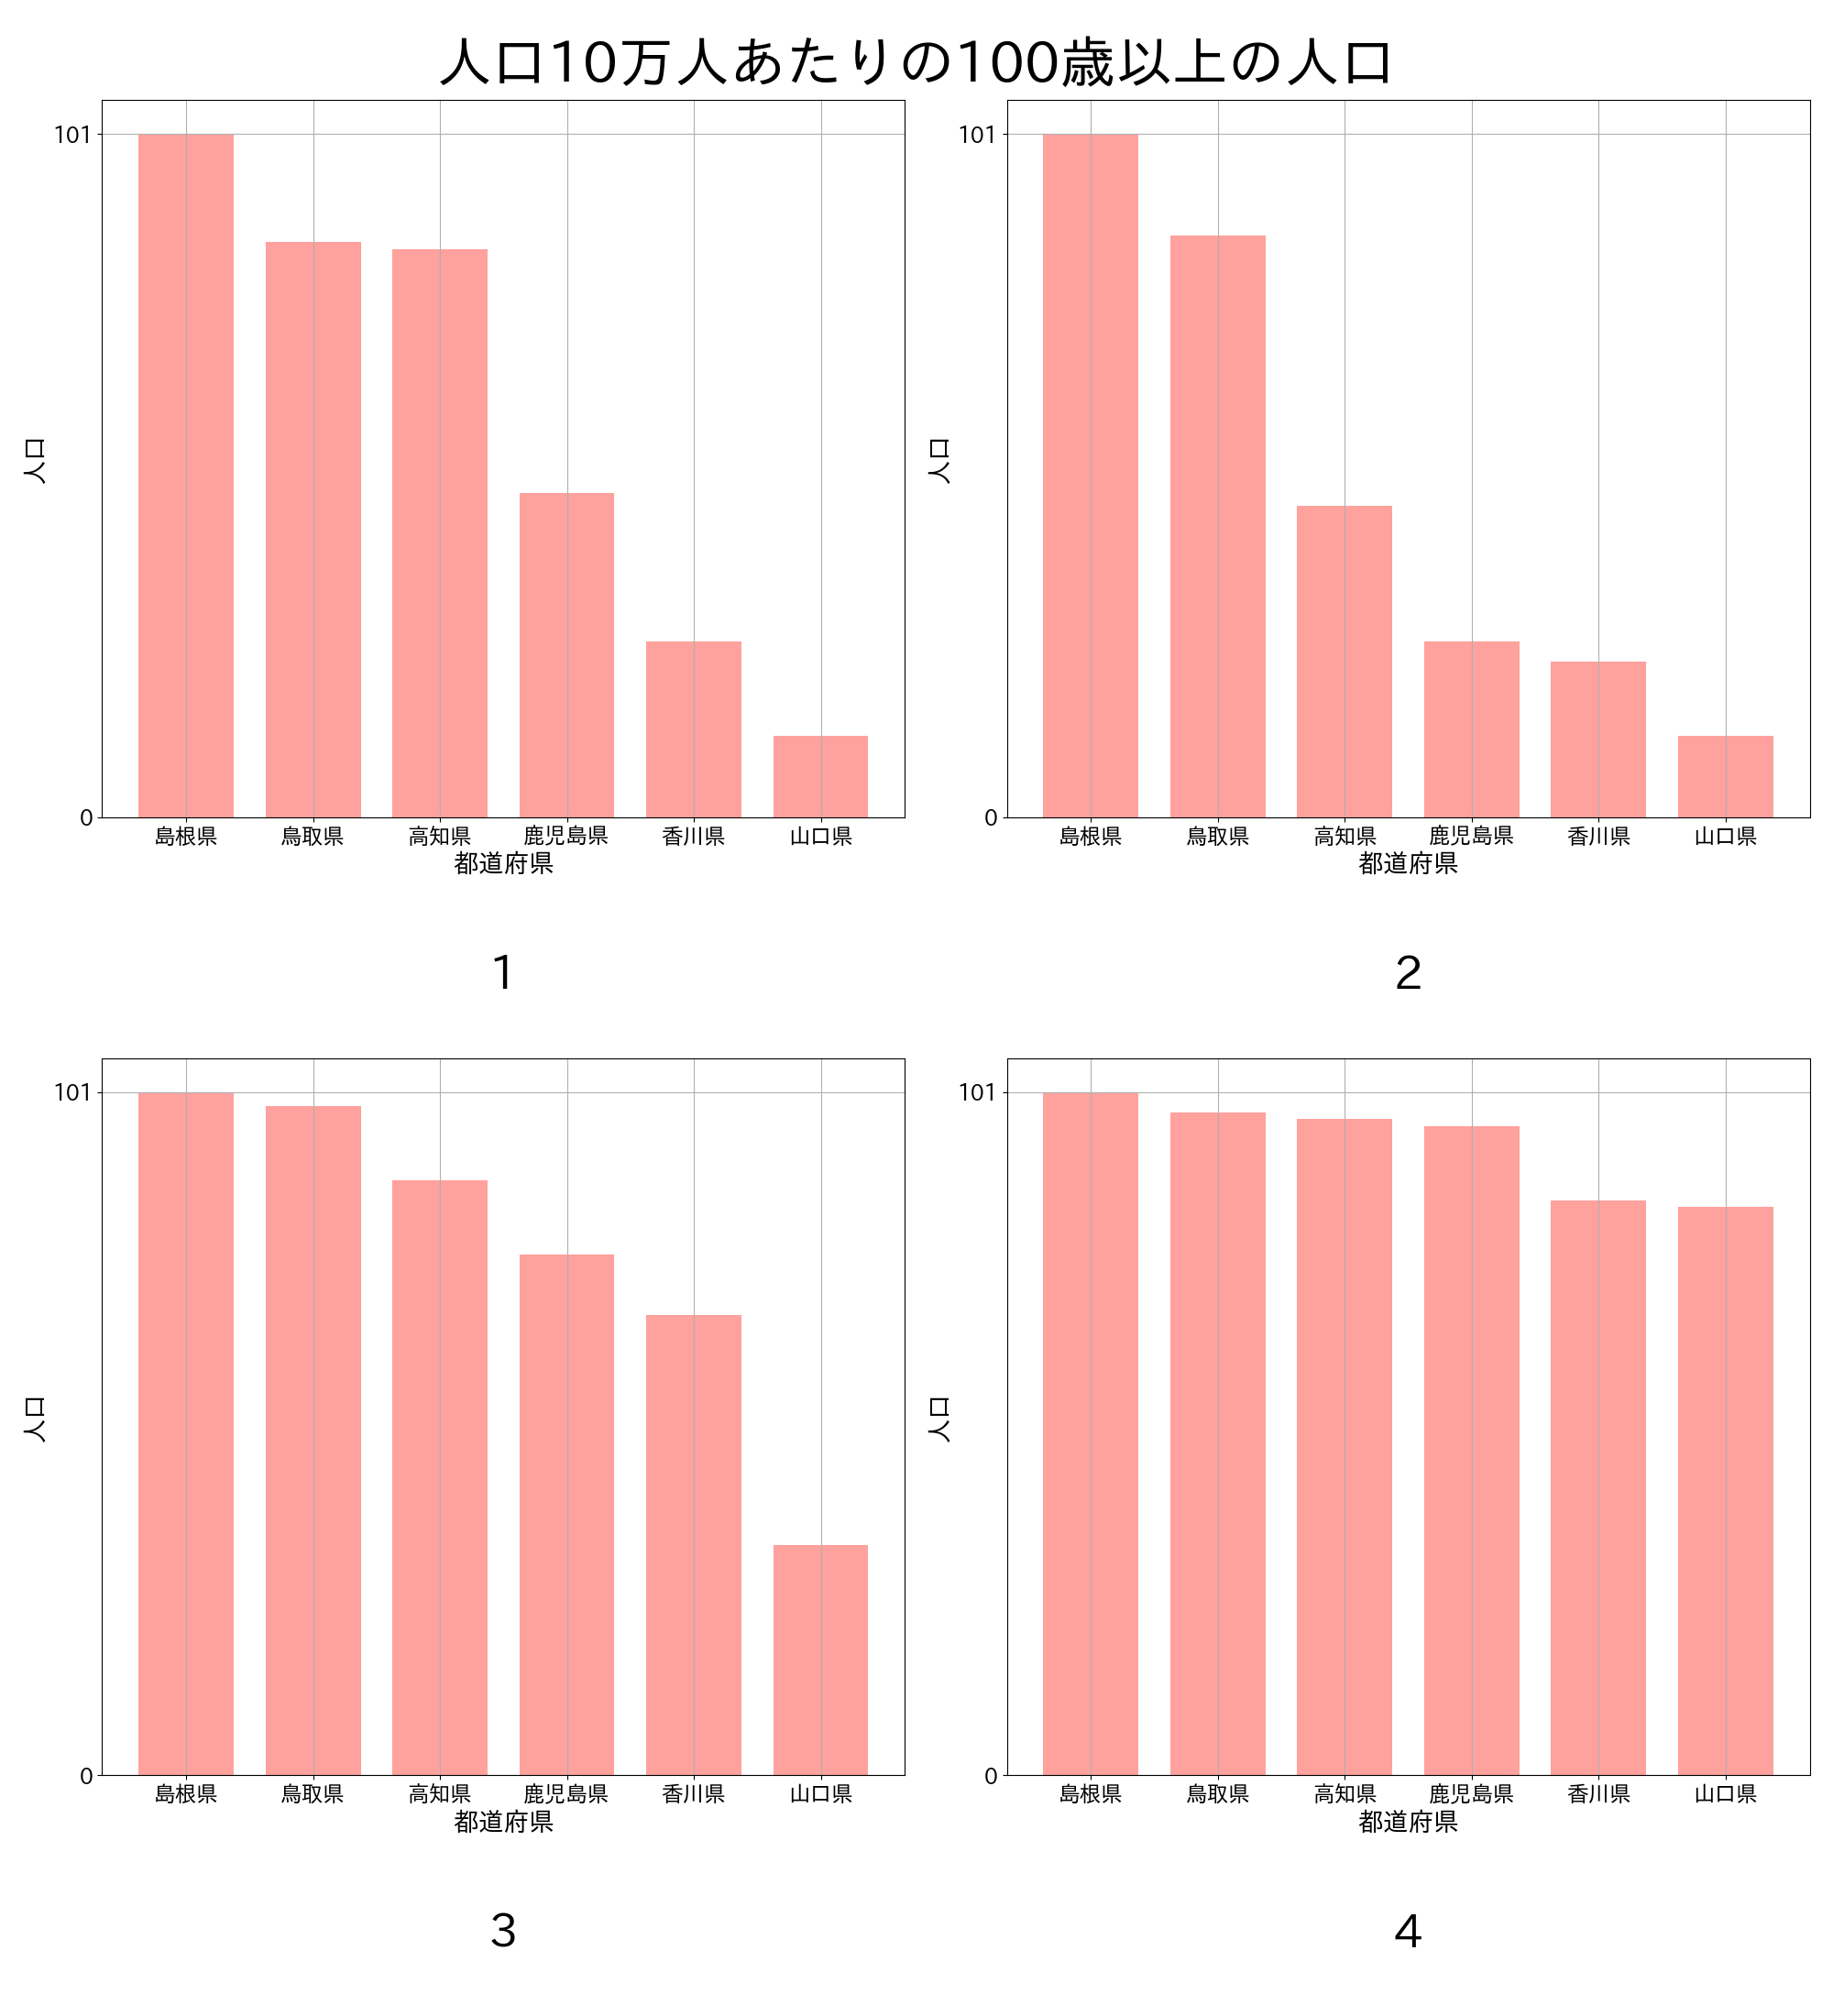 人口10万人あたりの100歳以上の人口
101
0
人口
島根県 鳥取県 高知県 鹿児島県 香川県 山口県
都道府県
1
101
0
人口
島根県 鳥取県 高知県 鹿児島県 香川県 山口県
都道府県
2
101
0
人口
島根県 鳥取県 高知県 鹿児島県 香川県 山口県
都道府県
3
101
0
人口
島根県 鳥取県 高知県 鹿児島県 香川県 山口県
都道府県
4